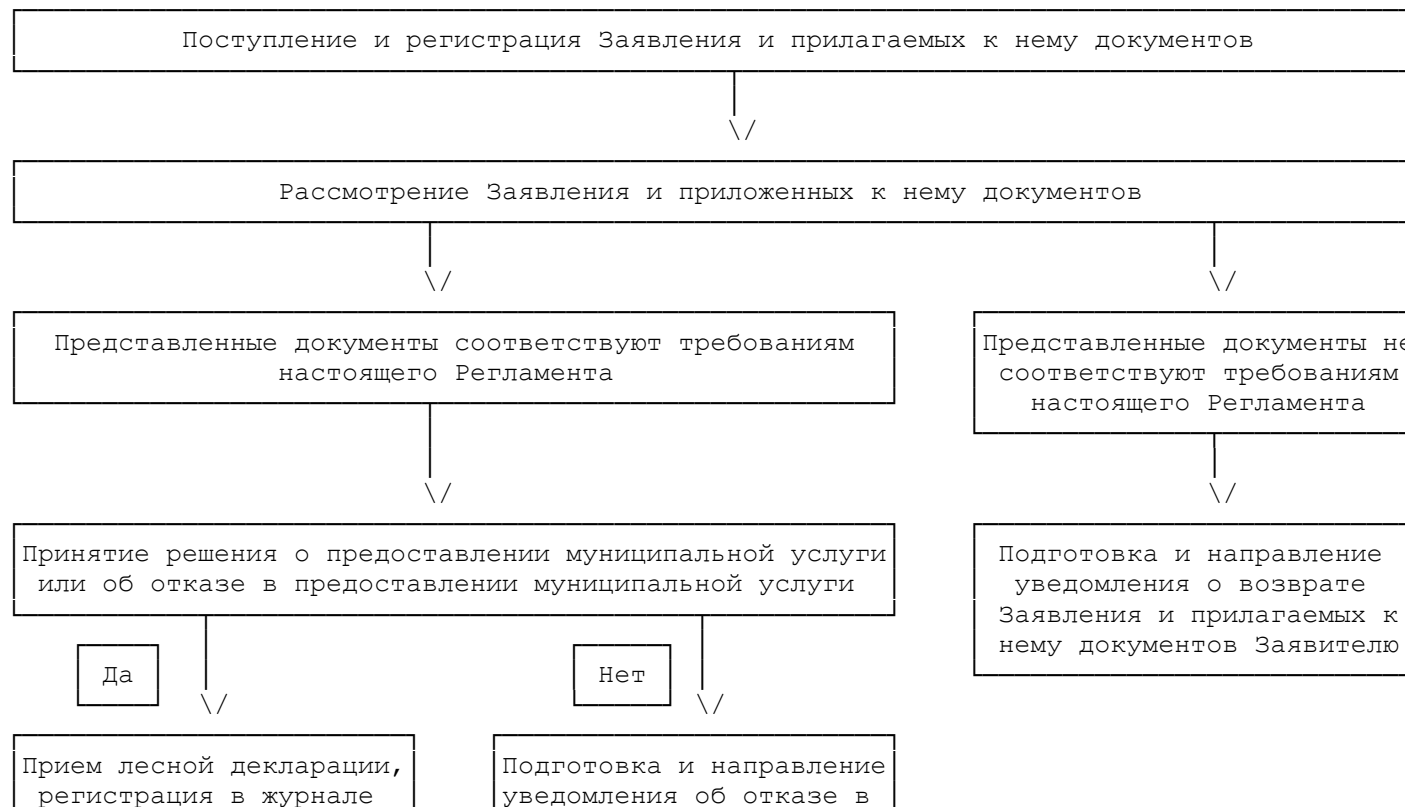 Поступление и регистрация Заявления и прилагаемых к нему документов
Рассмотрение Заявления и приложенных к нему документов
Представленные документы соответствуют требованиям
настоящего Регламента
Представленные документы не
соответствуют требованиям
настоящего Регламента
Принятие решения о предоставлении муниципальной услуги
или об отказе в предоставлении муниципальной услуги
Подготовка и направление
уведомления о возврате
Заявления и прилагаемых к
нему документов Заявителю
Да
Нет
Прием лесной декларации,
регистрация в журнале
Подготовка и направление
уведомления об отказе в